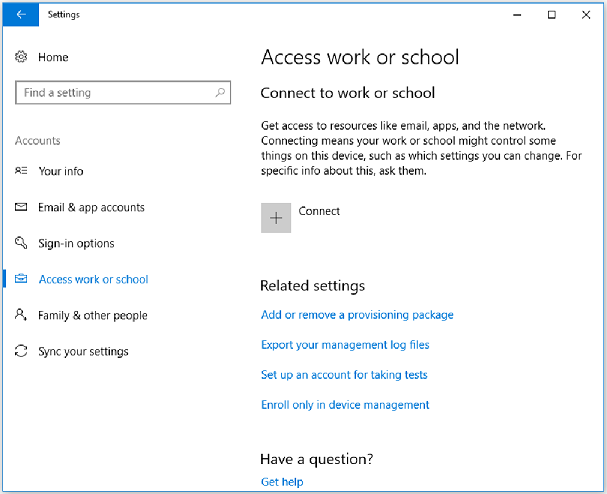 Settings
Home
Find a setting
Accounts
Your info
Email & app accounts
Sign-in options
Access work or school
Family & other people
Sync your settings
Access work or school
Connect to work or school
Get access to resources like email, apps, and the network.
Connecting means your work or school might control some
things on this device, such as which settings you can change. For
specific info about this, ask them.
Connect
Related settings
Add or remove a provisioning package
Export your management log files
Set up an account for taking tests
Enroll only in device management
Have a question?
Get help